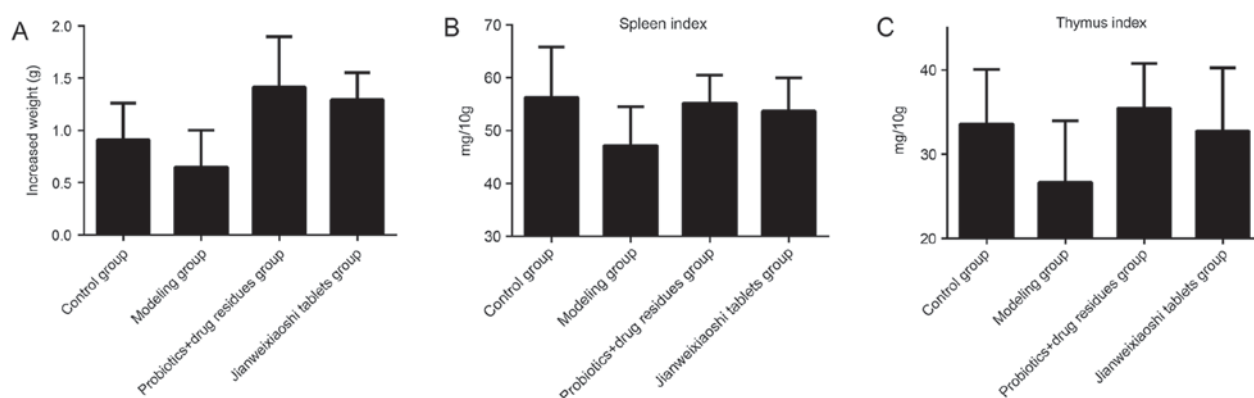 A
Increased weight (g)
2.0
1.5
1.0
0.5
0.0
Control group
Modeling group
Probiotics+drug residues group
Jianweixiaoshi tablets group
B
Spleen index
mg/10g
70
60
50
40
30
Control group
Modeling group
Probiotics+drug residues group
Jianweixiaoshi tablets group
C
Thymus index
mg/10g
40
30
20
Control group
Modeling group
Probiotics+drug residues group
Jianweixiaoshi tablets group